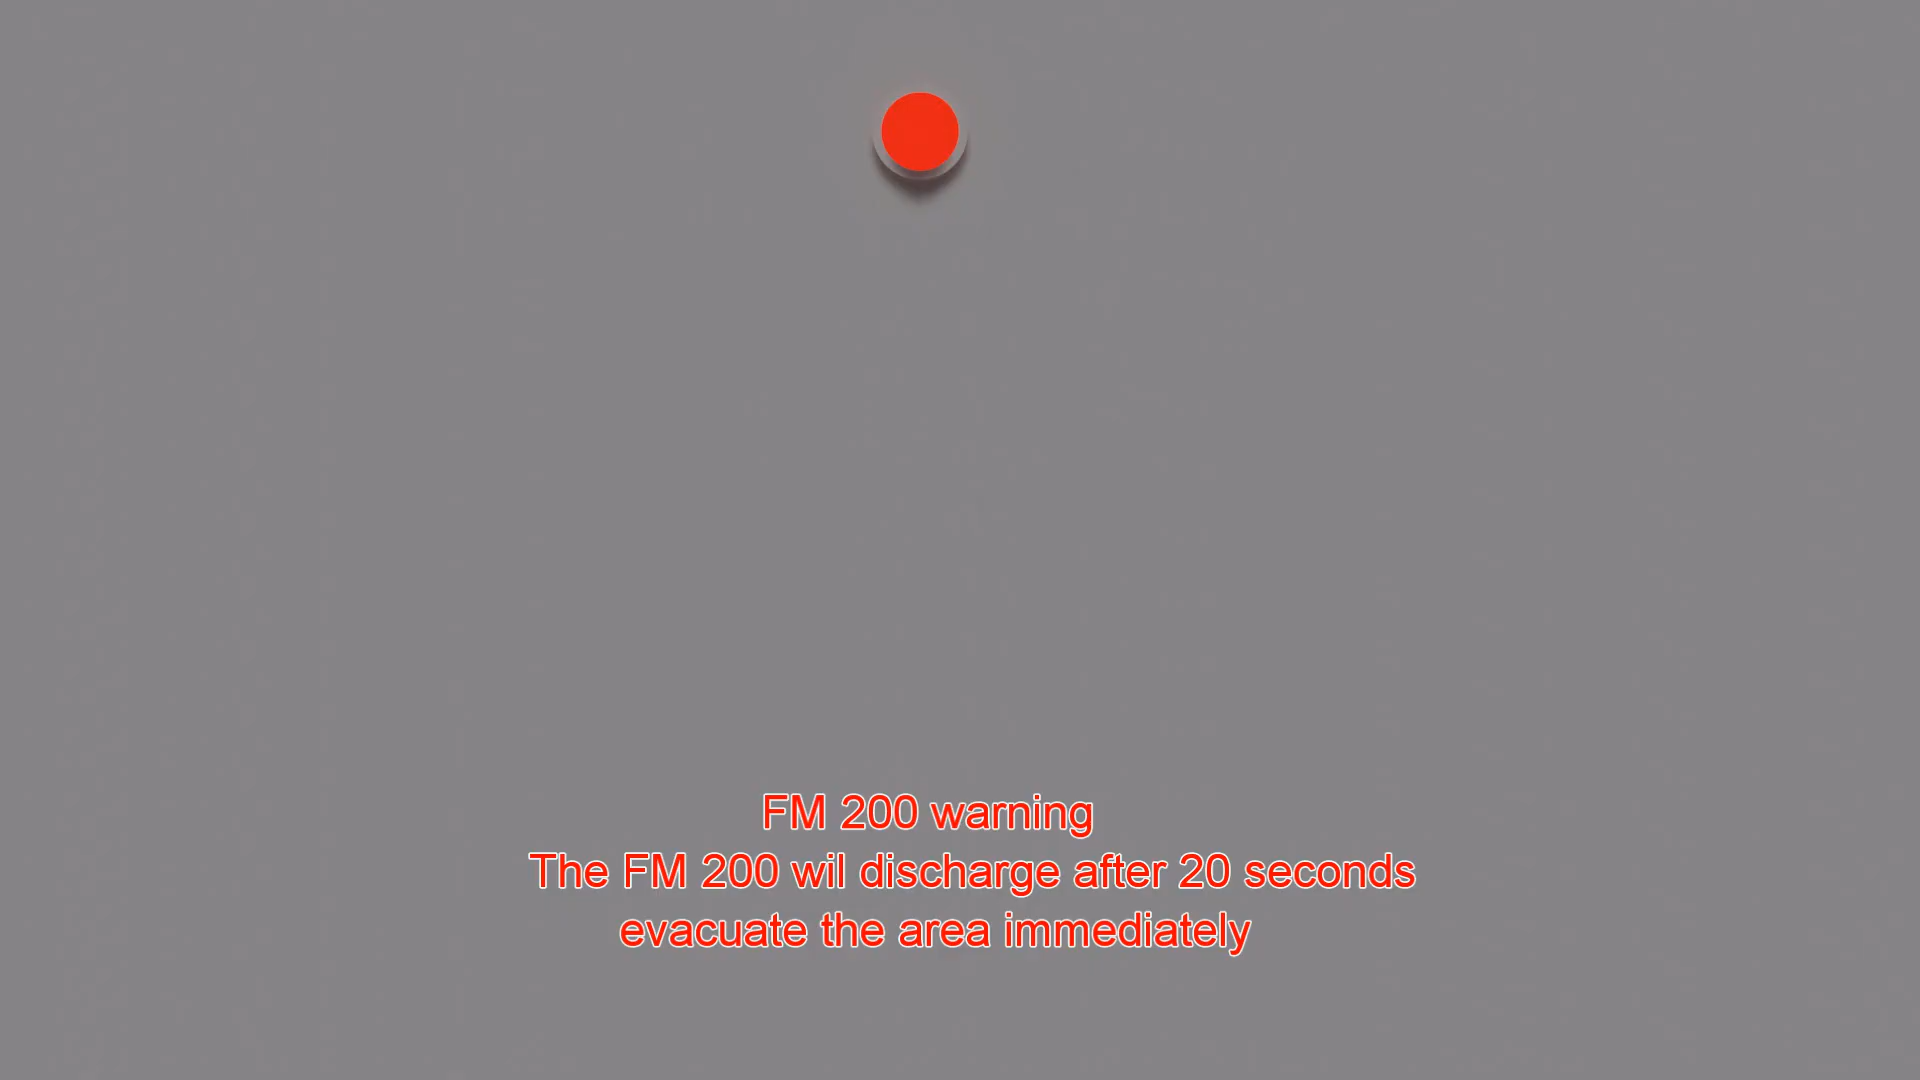 FM 200 warning
The FM 200 wil discharge after 20 seconds
evacuate the area immediately